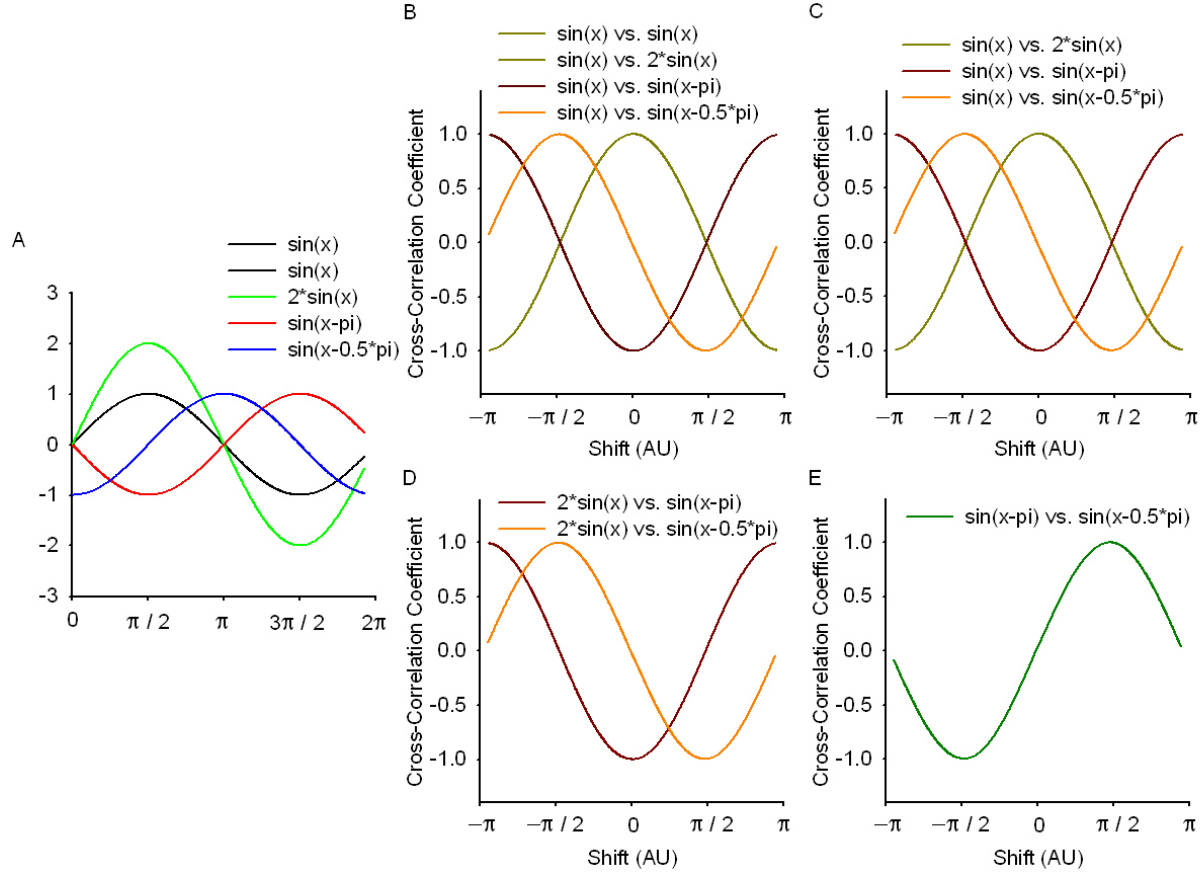 A
sin(x)
sin(x)
2*sin(x)
sin(x-pi)
sin(x-0.5*pi)
3
2
1
0
-1
-2
-3
0
π / 2
π
3π / 2
2π
B
sin(x) vs. sin(x)
sin(x) vs. 2*sin(x)
sin(x) vs. sin(x-pi)
sin(x) vs. sin(x-0.5*pi)
Cross-Correlation Coefficient
1.0
0.5
0.0
-0.5
-1.0
−π
−π / 2
0
π / 2
π
Shift (AU)
C
sin(x) vs. 2*sin(x)
sin(x) vs. sin(x-pi)
sin(x) vs. sin(x-0.5*pi)
Cross-Correlation Coefficient
1.0
0.5
0.0
-0.5
-1.0
−π
−π / 2
0
π / 2
π
Shift (AU)
D
2*sin(x) vs. sin(x-pi)
2*sin(x) vs. sin(x-0.5*pi)
Cross-Correlation Coefficient
1.0
0.5
0.0
-0.5
-1.0
−π
−π / 2
0
π / 2
π
Shift (AU)
E
sin(x-pi) vs. sin(x-0.5*pi)
Cross-Correlation Coefficient
1.0
0.5
0.0
-0.5
-1.0
−π
−π / 2
0
π / 2
π
Shift (AU)